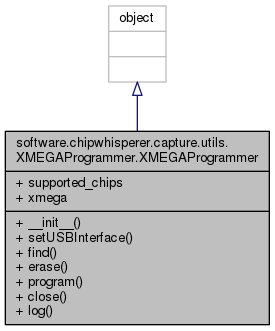 object
software.chipwhisperer.capture.utils.
XMEGAProgrammer.XMEGAProgrammer
+ supported_chips
+ xmega
+ __init__()
+ setUSBInterface()
+ find()
+ erase()
+ program()
+ close()
+ log()